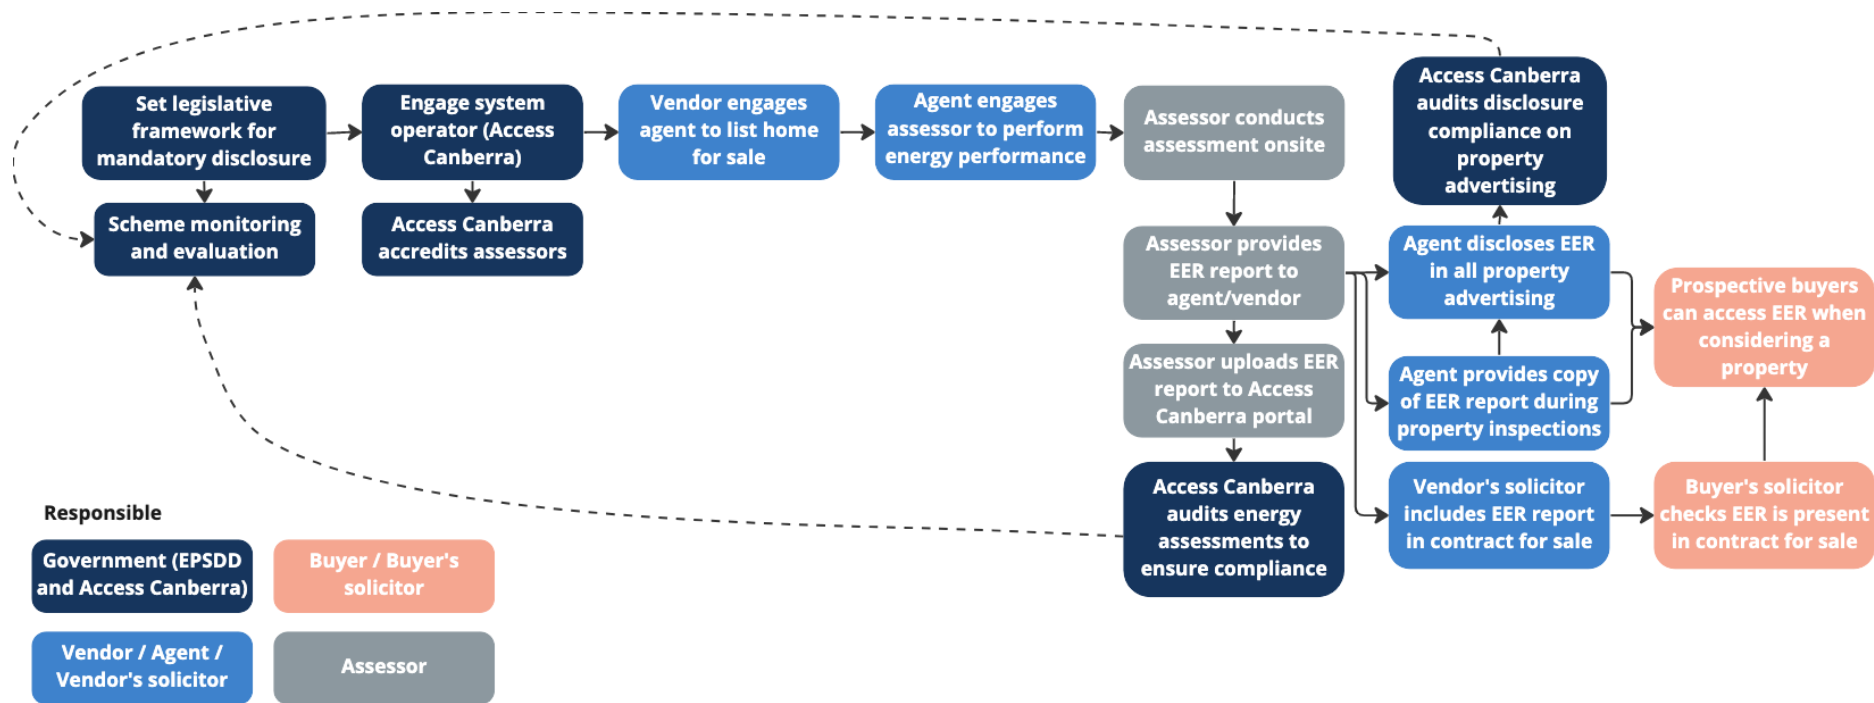 Set legislative
framework for
mandatory disclosure
Engage system
operator (Access
Canberra)
Vendor engages
agent to list home
for sale
Agent engages
assessor to perform
energy performance
Assessor conducts
assessment onsite
Access Canberra
audits disclosure
compliance on
property
advertising
Scheme monitoring
and evaluation
Access Canberra
accredits assessors
Assessor provides
EER report to
agent/vendor
Agent discloses EER
in all property
advertising
Prospective buyers
can access EER when
considering a
property
Assessor uploads EER
report to Access
Canberra portal
Agent provides copy
of EER report during
property inspections
Access Canberra
audits energy
assessments to
ensure compliance
Vendor's solicitor
includes EER report
in contract for sale
Buyer's solicitor
checks EER is present
in contract for sale
Responsible
Government (EPSDD
and Access Canberra)
Buyer / Buyer's
solicitor
Vendor / Agent /
Vendor's solicitor
Assessor